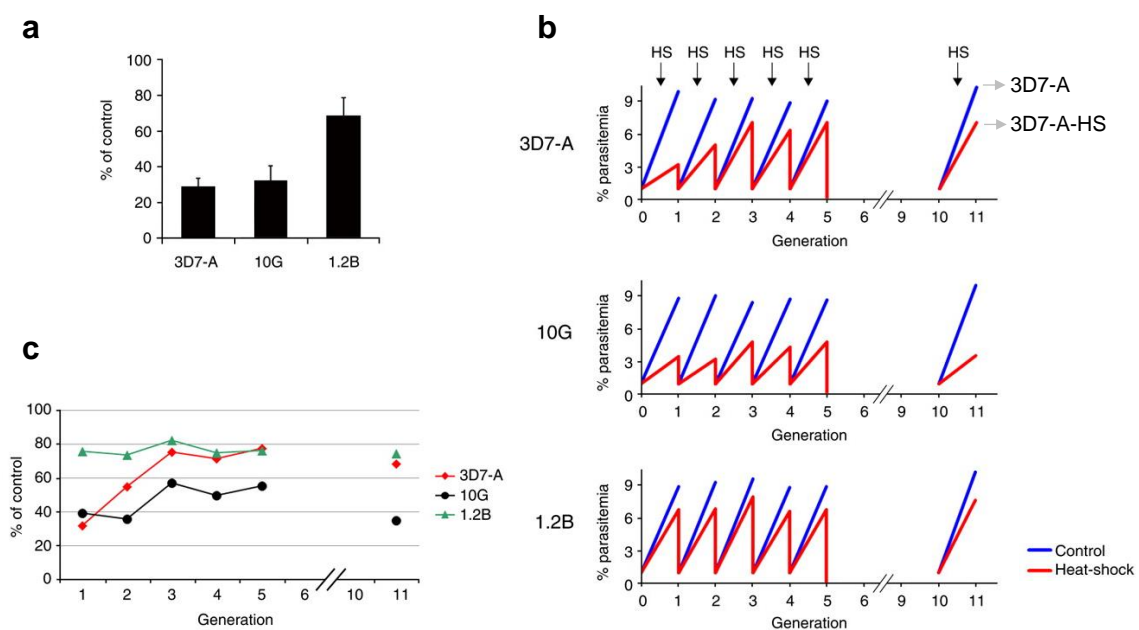 a
% of control
100
80
60
40
20
0
3D7-A 10G 1.2B
b
HS HS HS HS HS HS
3D7-A
3D7-A-HS
3D7-A
% parasitemia
9
6
3
0
0 1 2 3 4 5 6 9 10 11
Generation
10G
% parasitemia
9
6
3
0
0 1 2 3 4 5 6 9 10 11
Generation
1.2B
% parasitemia
9
6
3
0
0 1 2 3 4 5 6 9 10 11
Generation
Control
Heat-shock
c
% of control
100
80
60
40
20
0
1 2 3 4 5 6 10 11
Generation
3D7-A
10G
1.2B